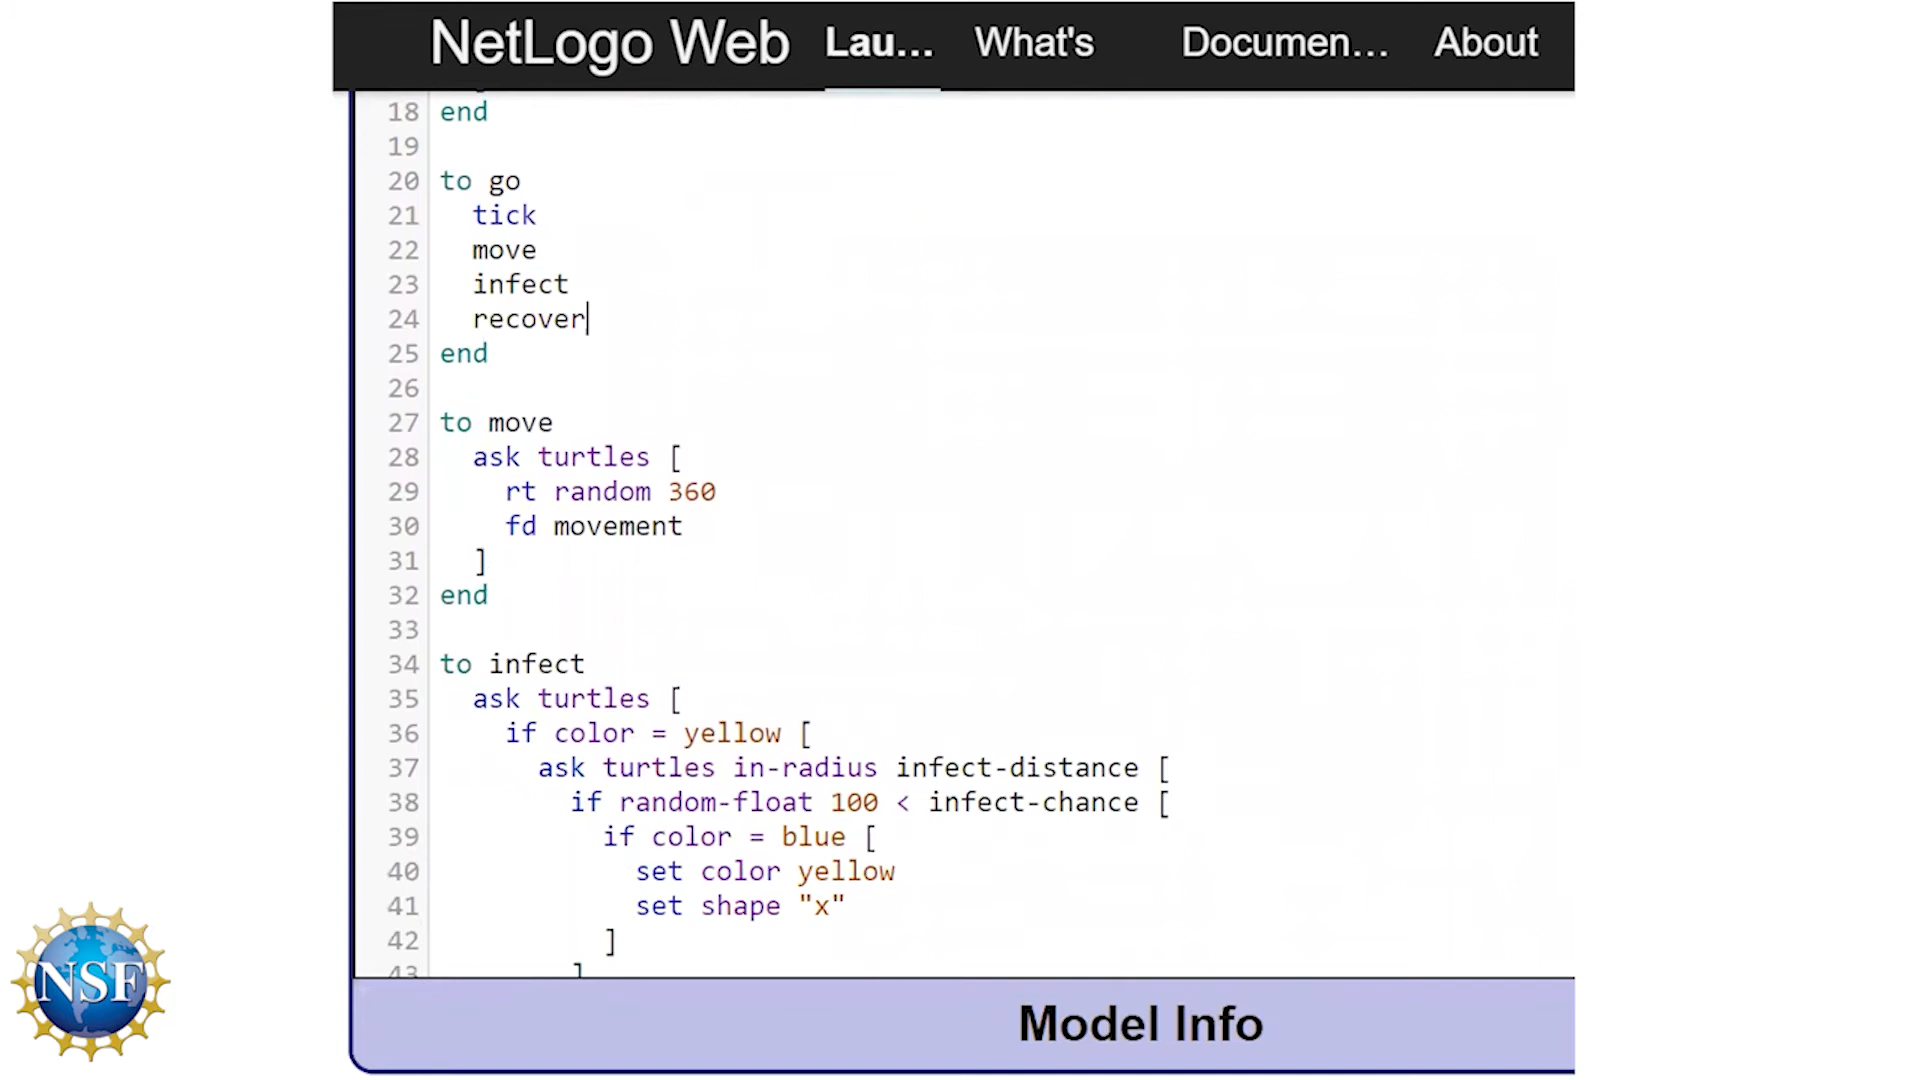 NetLogo Web Lau... What's Documen... About
18 end
19
20 to go
21 tick
22 move
23 infect
24 recover
25 end
26
27 to move
28 ask turtles [
29 rt random 360
30 fd movement
31 ]
32 end
33
34 to infect
35 ask turtles [
36 if color = yellow [
37 ask turtles in-radius infect-distance [
38 if random-float 100 < infect-chance [
39 if color = blue [
40 set color yellow
41 set shape "x"
42 ]
43 ]
Model Info
NSF